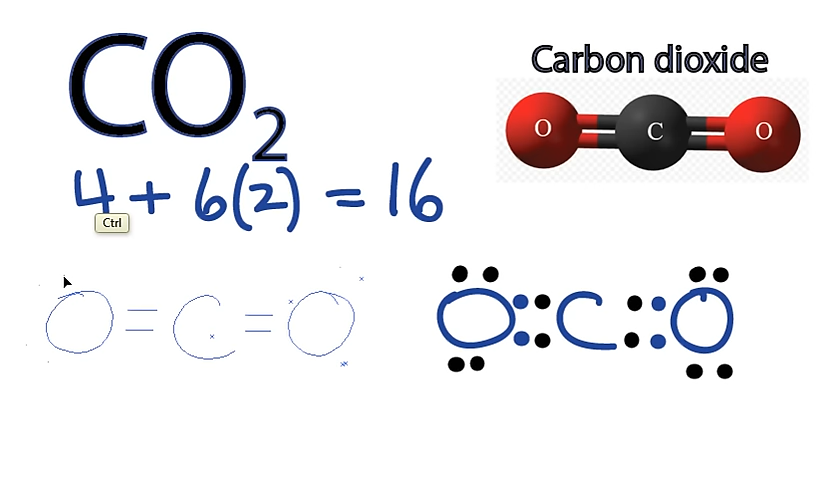 CO₂
Carbon dioxide
O C O
4 + 6(2) = 16
Ctrl
O = C = O
O C O